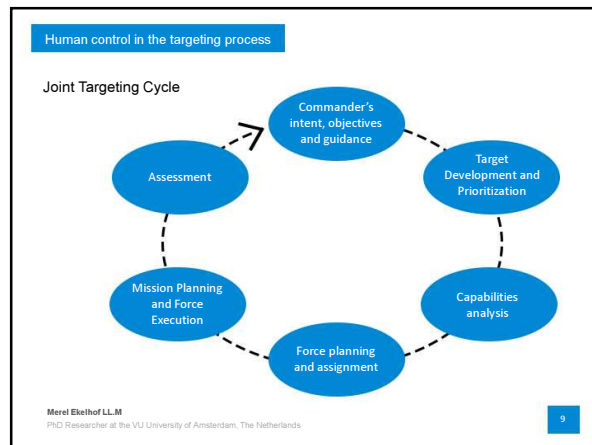 Human control in the targeting process
Joint Targeting Cycle
Commander's
intent, objectives
and guidance
Target
Development and
Prioritization
Capabilities
analysis
Force planning
and assignment
Mission Planning
and Force
Execution
Assessment
Merel Ekelhof LL.M
PhD Researcher at the VU University of Amsterdam, The Netherlands
9